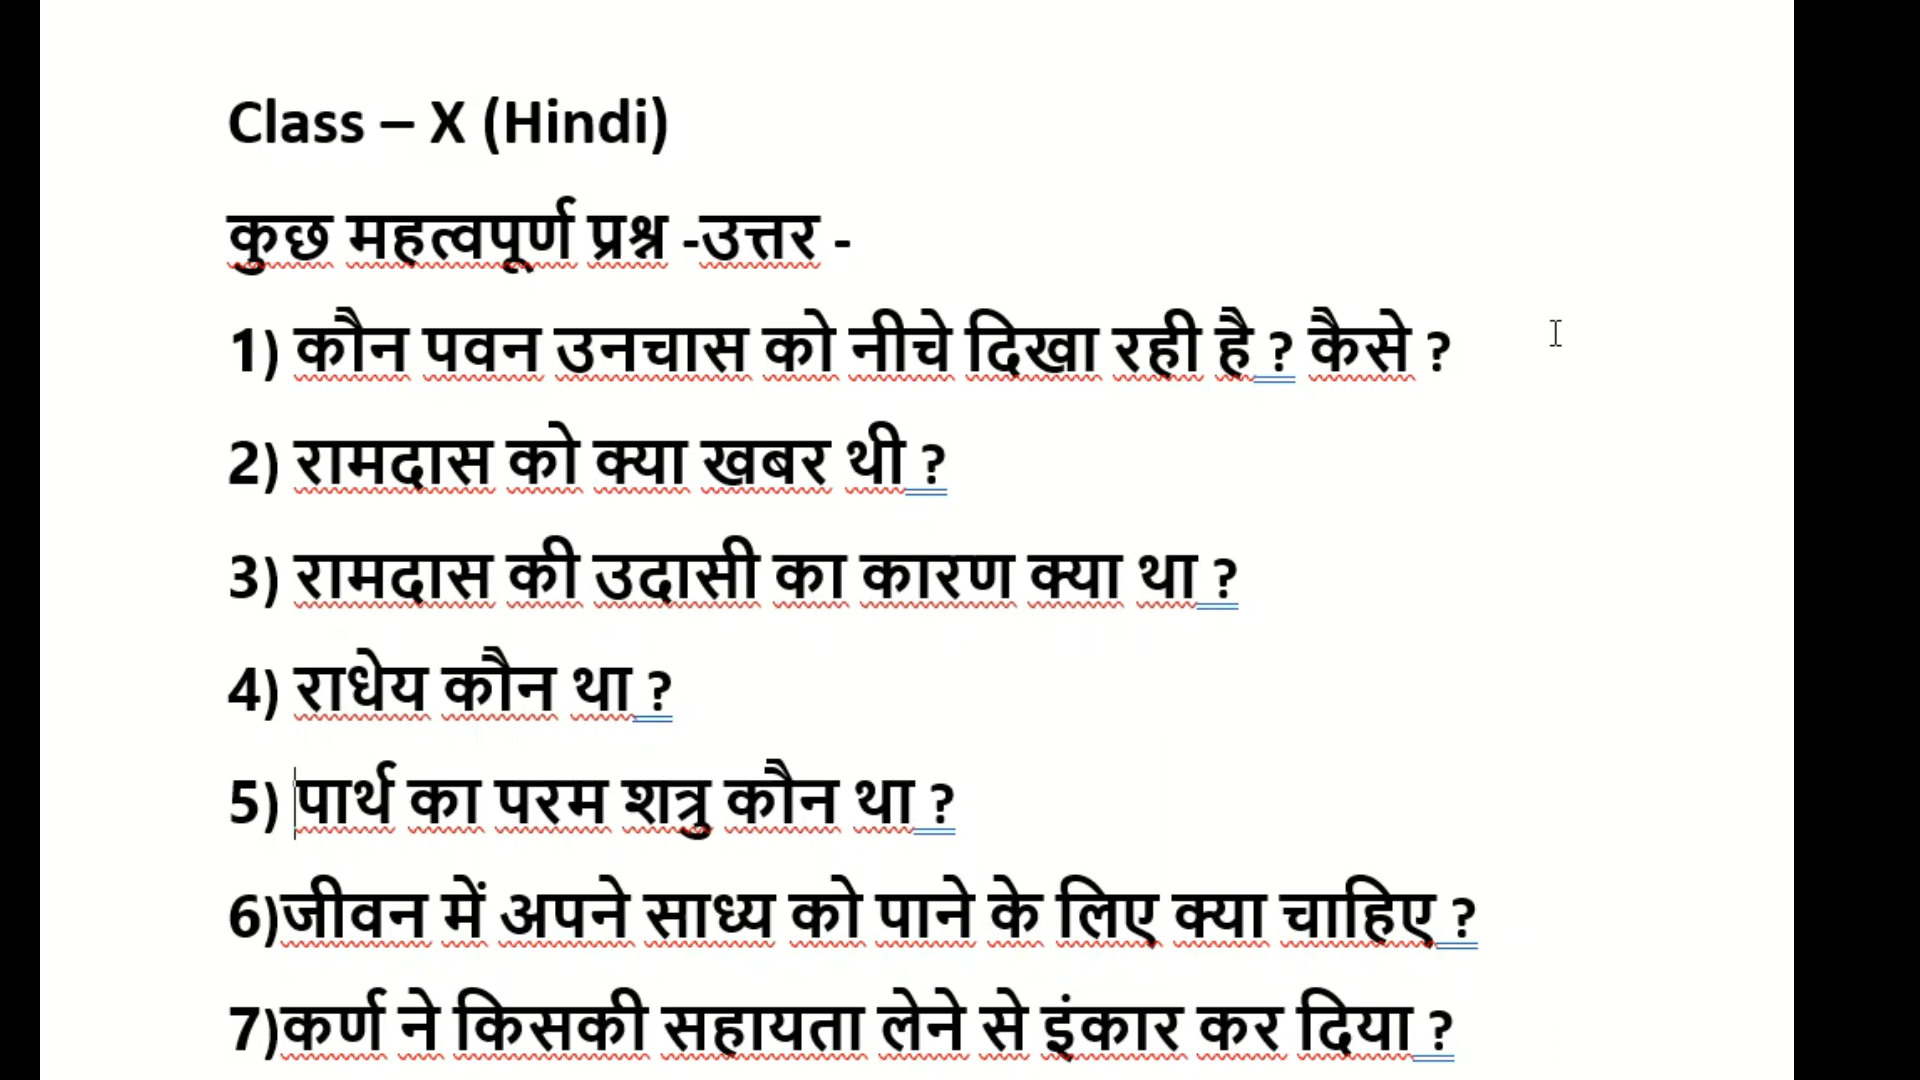 Class – X (Hindi)
कुछ महत्वपूर्ण प्रश्न -उत्तर -
1) कौन पवन उनचास को नीचे दिखा रही है ? कैसे ?
2) रामदास को क्या खबर थी ?
3) रामदास की उदासी का कारण क्या था ?
4) राधेय कौन था ?
5) पार्थ का परम शत्रु कौन था ?
6)जीवन में अपने साध्य को पाने के लिए क्या चाहिए ?
7)कर्ण ने किसकी सहायता लेने से इंकार कर दिया ?